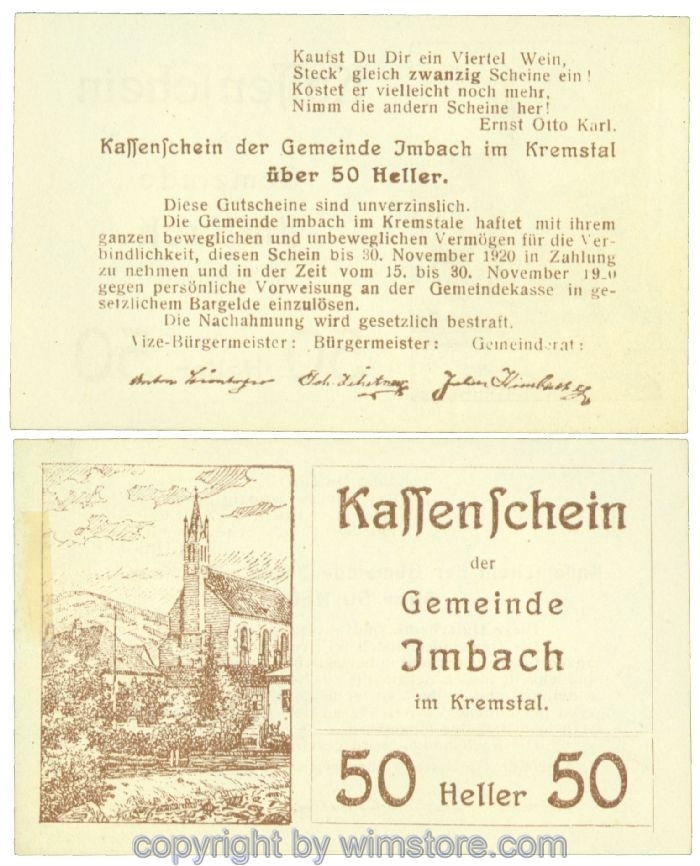 Kaufst Du Dir ein Viertel Wein,
Steck' gleich zwanzig Scheine ein!
Kostet er vielleicht noch mehr,
Nimm die andern Scheine her!
Ernst Otto Karl.
Kaſſenſchein der Gemeinde Imbach im Kremstal
über 50 Heller.
Diese Gutscheine sind unverzinslich.
Die Gemeinde Imbach im Kremstale haftet mit ihrem
ganzen beweglichen und unbeweglichen Vermögen für die Ver-
bindlichkeit, diesen Schein bis 30. November 1920 in Zahlung
zu nehmen und in der Zeit vom 15. bis 30. November 1920
gegen persönliche Vorweisung an der Gemeindekasse in ge-
setzlichem Bargelde einzulösen.
Die Nachahmung wird gesetzlich bestraft.
Vize-Bürgermeister: Bürgermeister: Gemeinderat:
Kaſſenſchein
der
Gemeinde
Imbach
im Kremstal.
50 Heller 50
copyright by wimstore.com